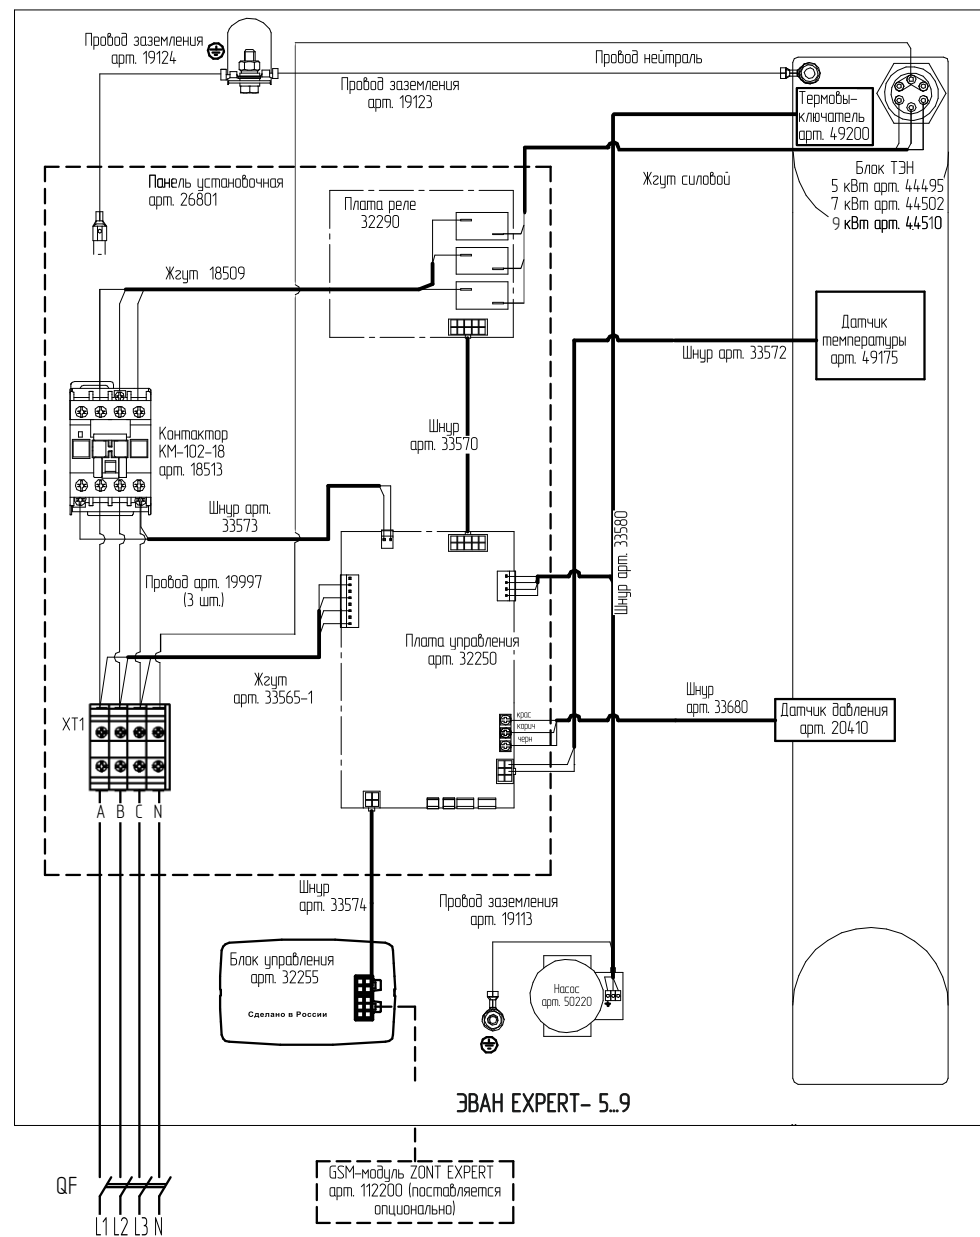 Провод заземления
арт. 19124
Провод нейтраль
Провод заземления
арт. 19123
Термовы-
ключатель
арт. 49200
Блок ТЭН
5 кВт арт. 44495
7 кВт арт. 44502
9 кВт арт. 44510
Жгут силовой
Панель установочная
арт. 26801
Плата реле
32290
Жгут 18509
Датчик
температуры
арт. 49175
Шнур арт. 33572
Шнур
арт. 33570
Контактор
КМ-102-18
арт. 18513
Шнур арт.
33573
Шнур арт. 33580
Провод арт. 19997
(3 шт.)
Плата управления
арт. 32250
Жгут
арт. 33565-1
Шнур
арт. 33680
Датчик давления
арт. 20410
крас
корич
черн
XT1
A B C N
Шнур
арт. 33574
Провод заземления
арт. 19113
Блок управления
арт. 32255
Сделано в России
Насос
арт. 50220
ЭВАН EXPERT- 5...9
GSM-модуль ZONT EXPERT
арт. 112200 (поставляется
опционально)
QF
L1 L2 L3 N